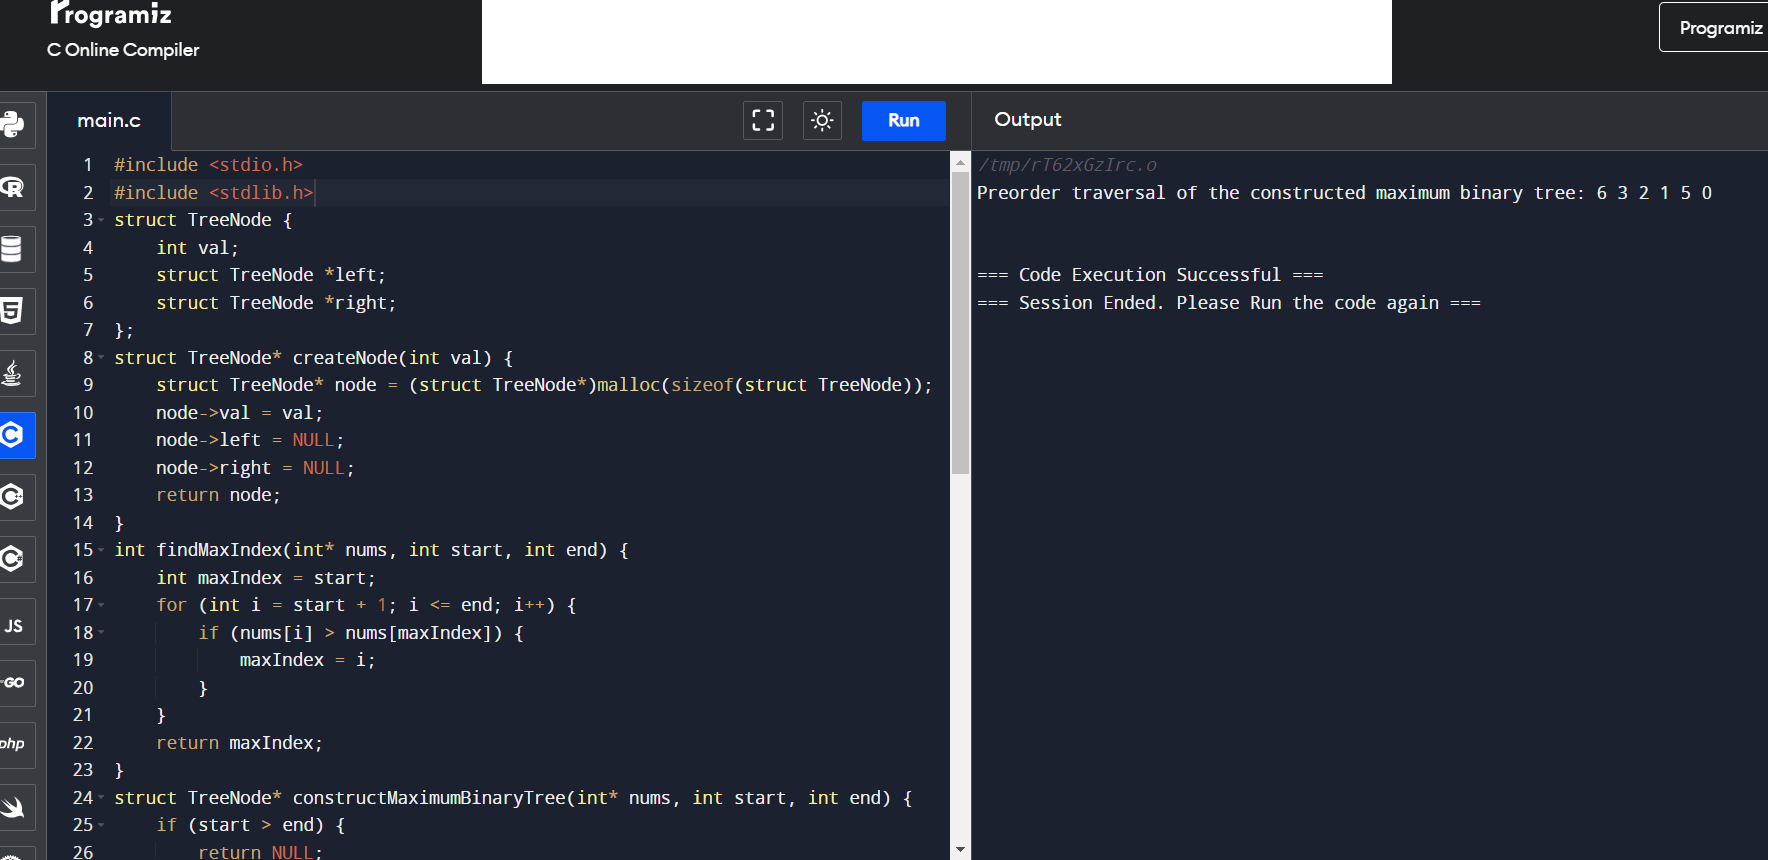 Programiz
C Online Compiler
Programiz
main.c
Run
Output
1 #include <stdio.h>
2 #include <stdlib.h>
3 struct TreeNode {
4 int val;
5 struct TreeNode *left;
6 struct TreeNode *right;
7 };
8 struct TreeNode* createNode(int val) {
9 struct TreeNode* node = (struct TreeNode*)malloc(sizeof(struct TreeNode));
10 node->val = val;
11 node->left = NULL;
12 node->right = NULL;
13 return node;
14 }
15 int findMaxIndex(int* nums, int start, int end) {
16 int maxIndex = start;
17 for (int i = start + 1; i <= end; i++) {
18 if (nums[i] > nums[maxIndex]) {
19 maxIndex = i;
20 }
21 }
22 return maxIndex;
23 }
24 struct TreeNode* constructMaximumBinaryTree(int* nums, int start, int end) {
25 if (start > end) {
26 return NULL;
/tmp/rT62xGzIrc.o
Preorder traversal of the constructed maximum binary tree: 6 3 2 1 5 0
=== Code Execution Successful ===
=== Session Ended. Please Run the code again ===
R
5
C
C++
C#
JS
GO
php